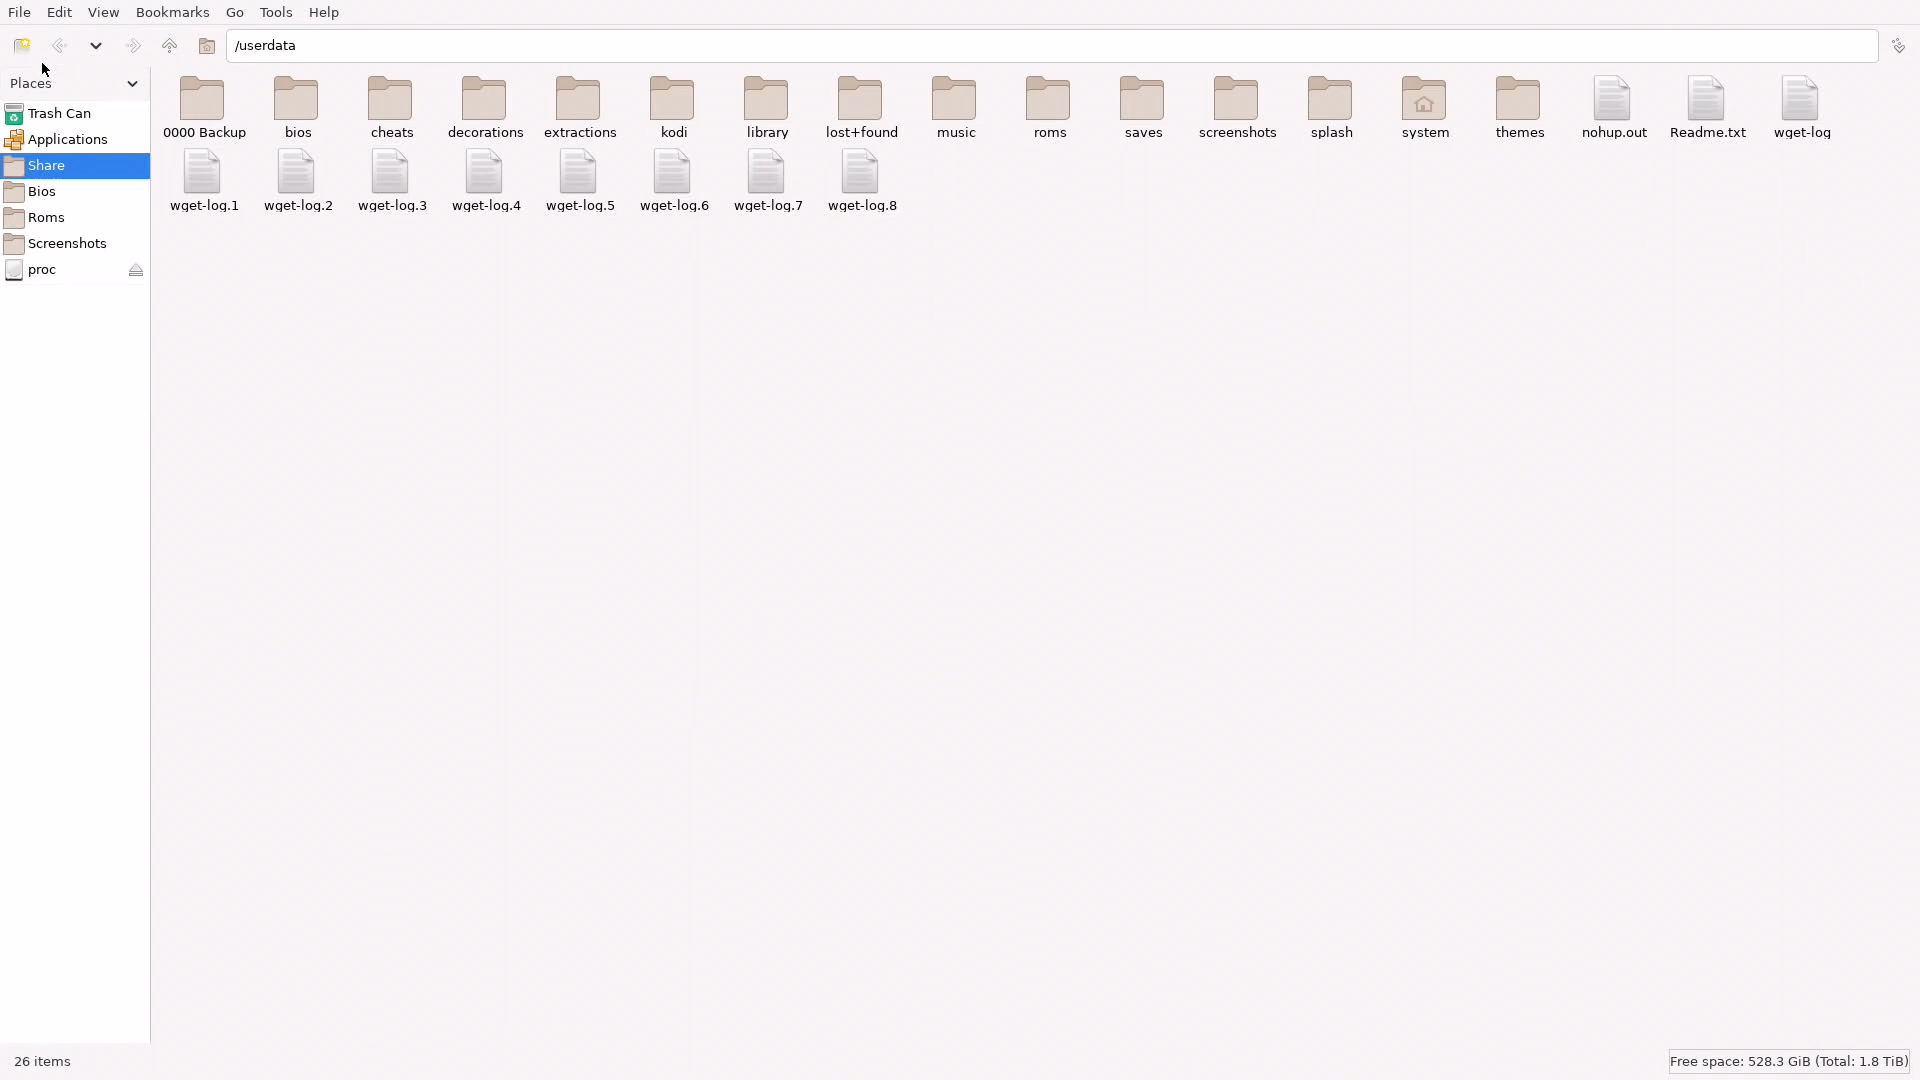 File Edit View Bookmarks Go Tools Help
/userdata
Places
Trash Can
Applications
Share
Bios
Roms
Screenshots
proc
0000 Backup bios cheats decorations extractions kodi library lost+found music roms saves screenshots splash system themes nohup.out Readme.txt wget-log
wget-log.1 wget-log.2 wget-log.3 wget-log.4 wget-log.5 wget-log.6 wget-log.7 wget-log.8
26 items
Free space: 528.3 GiB (Total: 1.8 TiB)